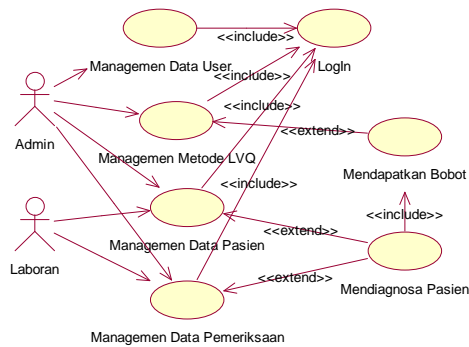 <<include>>
Managemen Data User
LogIn
<<include>>
<<include>>
Admin
<<extend>>
Managemen Metode LVQ
Mendapatkan Bobot
<<include>>
<<include>>
Managemen Data Pasien
<<extend>>
Laboran
<<extend>>
Mendiagnosa Pasien
Managemen Data Pemeriksaan